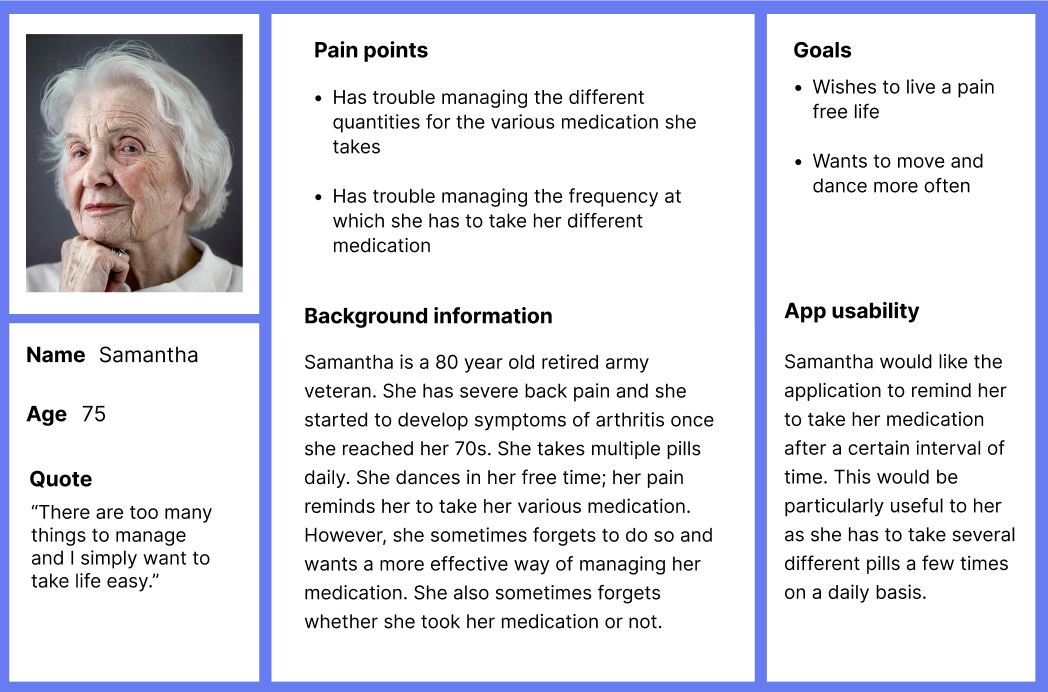 Name Samantha
Age 75
Quote
“There are too many
things to manage
and I simply want to
take life easy.”
Pain points
• Has trouble managing the different
quantities for the various medication she
takes
• Has trouble managing the frequency at
which she has to take her different
medication
Background information
Samantha is a 80 year old retired army
veteran. She has severe back pain and she
started to develop symptoms of arthritis once
she reached her 70s. She takes multiple pills
daily. She dances in her free time; her pain
reminds her to take her various medication.
However, she sometimes forgets to do so and
wants a more effective way of managing her
medication. She also sometimes forgets
whether she took her medication or not.
Goals
• Wishes to live a pain
free life
• Wants to move and
dance more often
App usability
Samantha would like the
application to remind her
to take her medication
after a certain interval of
time. This would be
particularly useful to her
as she has to take several
different pills a few times
on a daily basis.